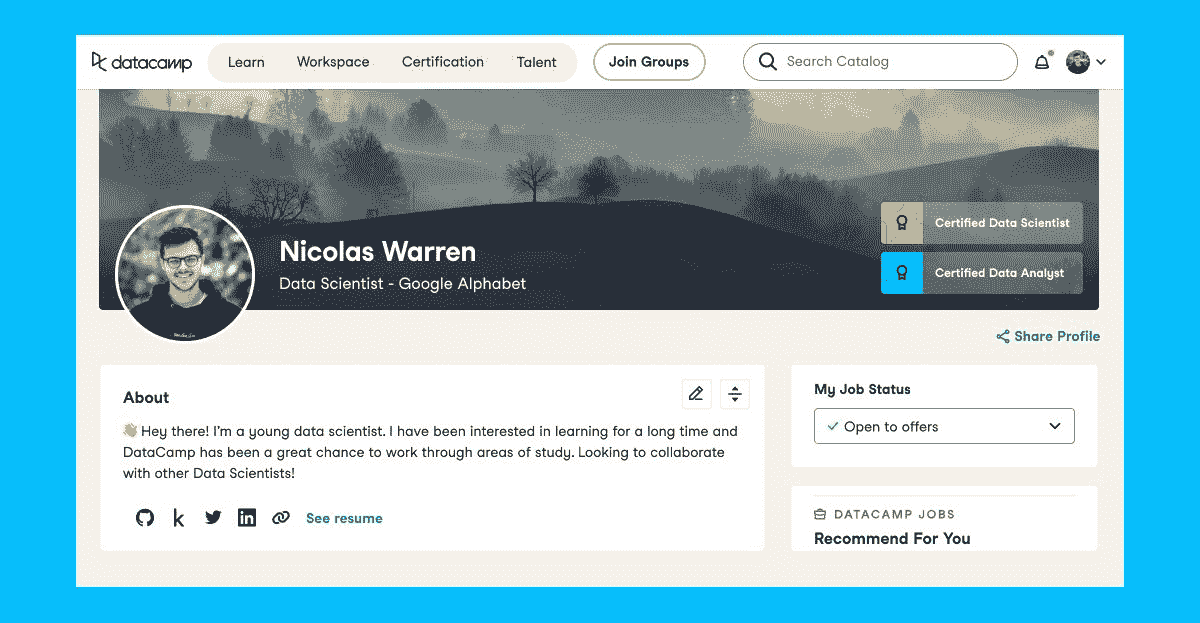 datacamp
Learn Workspace Certification Talent Join Groups Search Catalog
Nicolas Warren
Data Scientist - Google Alphabet
Certified Data Scientist
Certified Data Analyst
Share Profile
About
👋 Hey there! I'm a young data scientist. I have been interested in learning for a long time and
DataCamp has been a great chance to work through areas of study. Looking to collaborate
with other Data Scientists!
See resume
My Job Status
Open to offers
DATACAMP JOBS
Recommend For You